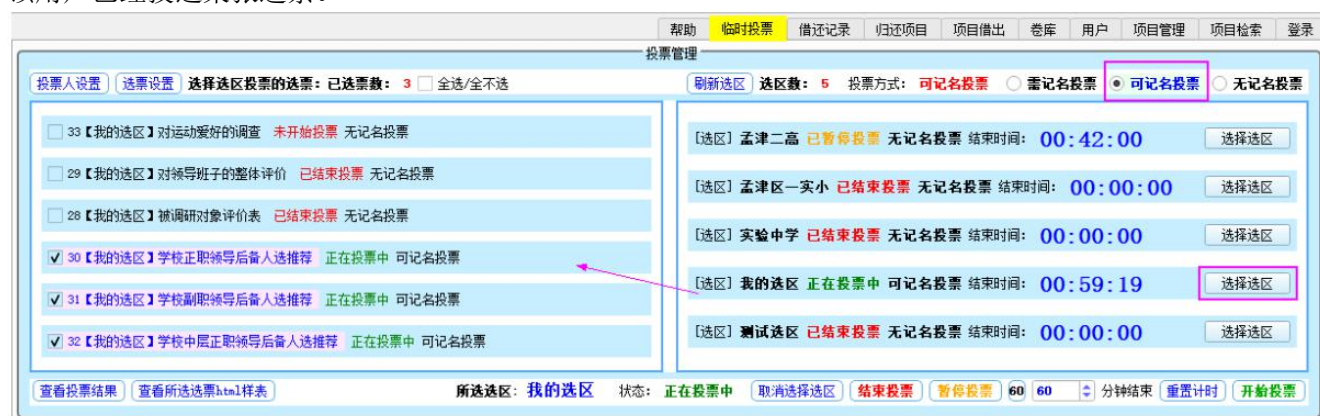 帮助 临时投票 借还记录 归还项目 项目借出 卷库 用户 项目管理 项目检索 登录
投票管理
投票人设置 选票设置 选择选区投票的选票：已选票数： 3 全选/全不选
刷新选区 选区数： 5 投票方式： 可记名投票 需记名投票 可记名投票 无记名投票
33【我的选区】对运动爱好的调查 未开始投票 无记名投票
29【我的选区】对领导班子的整体评价 已结束投票 无记名投票
28【我的选区】被调研对象评价表 已结束投票 无记名投票
30【我的选区】学校正职领导后备人选推荐 正在投票中 可记名投票
31【我的选区】学校副职领导后备人选推荐 正在投票中 可记名投票
32【我的选区】学校中层正职领导后备人选推荐 正在投票中 可记名投票
[选区] 孟津二高 已暂停投票 无记名投票 结束时间： 00:42:00 选择选区
[选区] 孟津区一实小 已结束投票 无记名投票 结束时间： 00:00:00 选择选区
[选区] 实验中学 已结束投票 无记名投票 结束时间： 00:00:00 选择选区
[选区] 我的选区 正在投票中 可记名投票 结束时间： 00:59:19 选择选区
[选区] 测试选区 已结束投票 无记名投票 结束时间： 00:00:00 选择选区
查看投票结果 查看所选选票html样表 所选选区： 我的选区 状态： 正在投票中 取消选择选区 结束投票 暂停投票 60 60 分钟结束 重置计时 开始投票